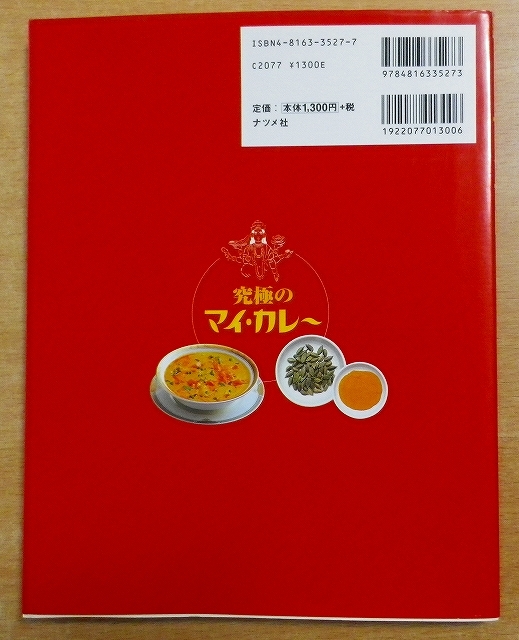 ISBN4-8163-3527-7
C2077 ¥1300E
定価：本体1,300円+税
ナツメ社
9784816335273
1922077013006
究極の
マイ・カレー